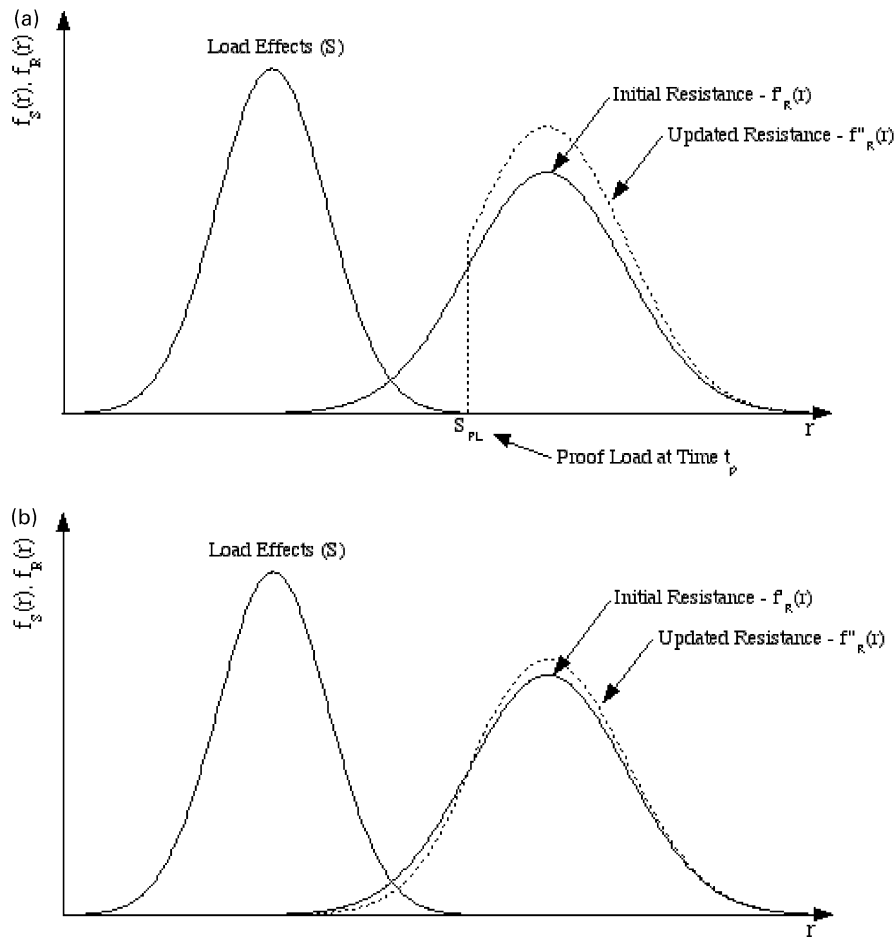 (a)
f_S(r), f_R(r)
Load Effects (S)
Initial Resistance - f'_R(r)
Updated Resistance - f''_R(r)
S_PL
r
Proof Load at Time t_p
(b)
f_S(r), f_R(r)
Load Effects (S)
Initial Resistance - f'_R(r)
Updated Resistance - f''_R(r)
r